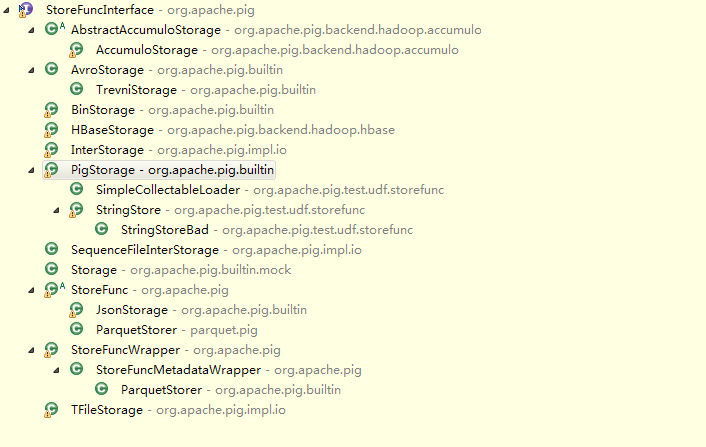 StoreFuncInterface - org.apache.pig
AbstractAccumuloStorage - org.apache.pig.backend.hadoop.accumulo
AccumuloStorage - org.apache.pig.backend.hadoop.accumulo
AvroStorage - org.apache.pig.builtin
TrevniStorage - org.apache.pig.builtin
BinStorage - org.apache.pig.builtin
HBaseStorage - org.apache.pig.backend.hadoop.hbase
InterStorage - org.apache.pig.impl.io
PigStorage - org.apache.pig.builtin
SimpleCollectableLoader - org.apache.pig.test.udf.storefunc
StringStore - org.apache.pig.test.udf.storefunc
StringStoreBad - org.apache.pig.test.udf.storefunc
SequenceFileInterStorage - org.apache.pig.impl.io
Storage - org.apache.pig.builtin.mock
StoreFunc - org.apache.pig
JsonStorage - org.apache.pig.builtin
ParquetStorer - parquet.pig
StoreFuncWrapper - org.apache.pig
StoreFuncMetadataWrapper - org.apache.pig
ParquetStorer - org.apache.pig.builtin
TFileStorage - org.apache.pig.impl.io